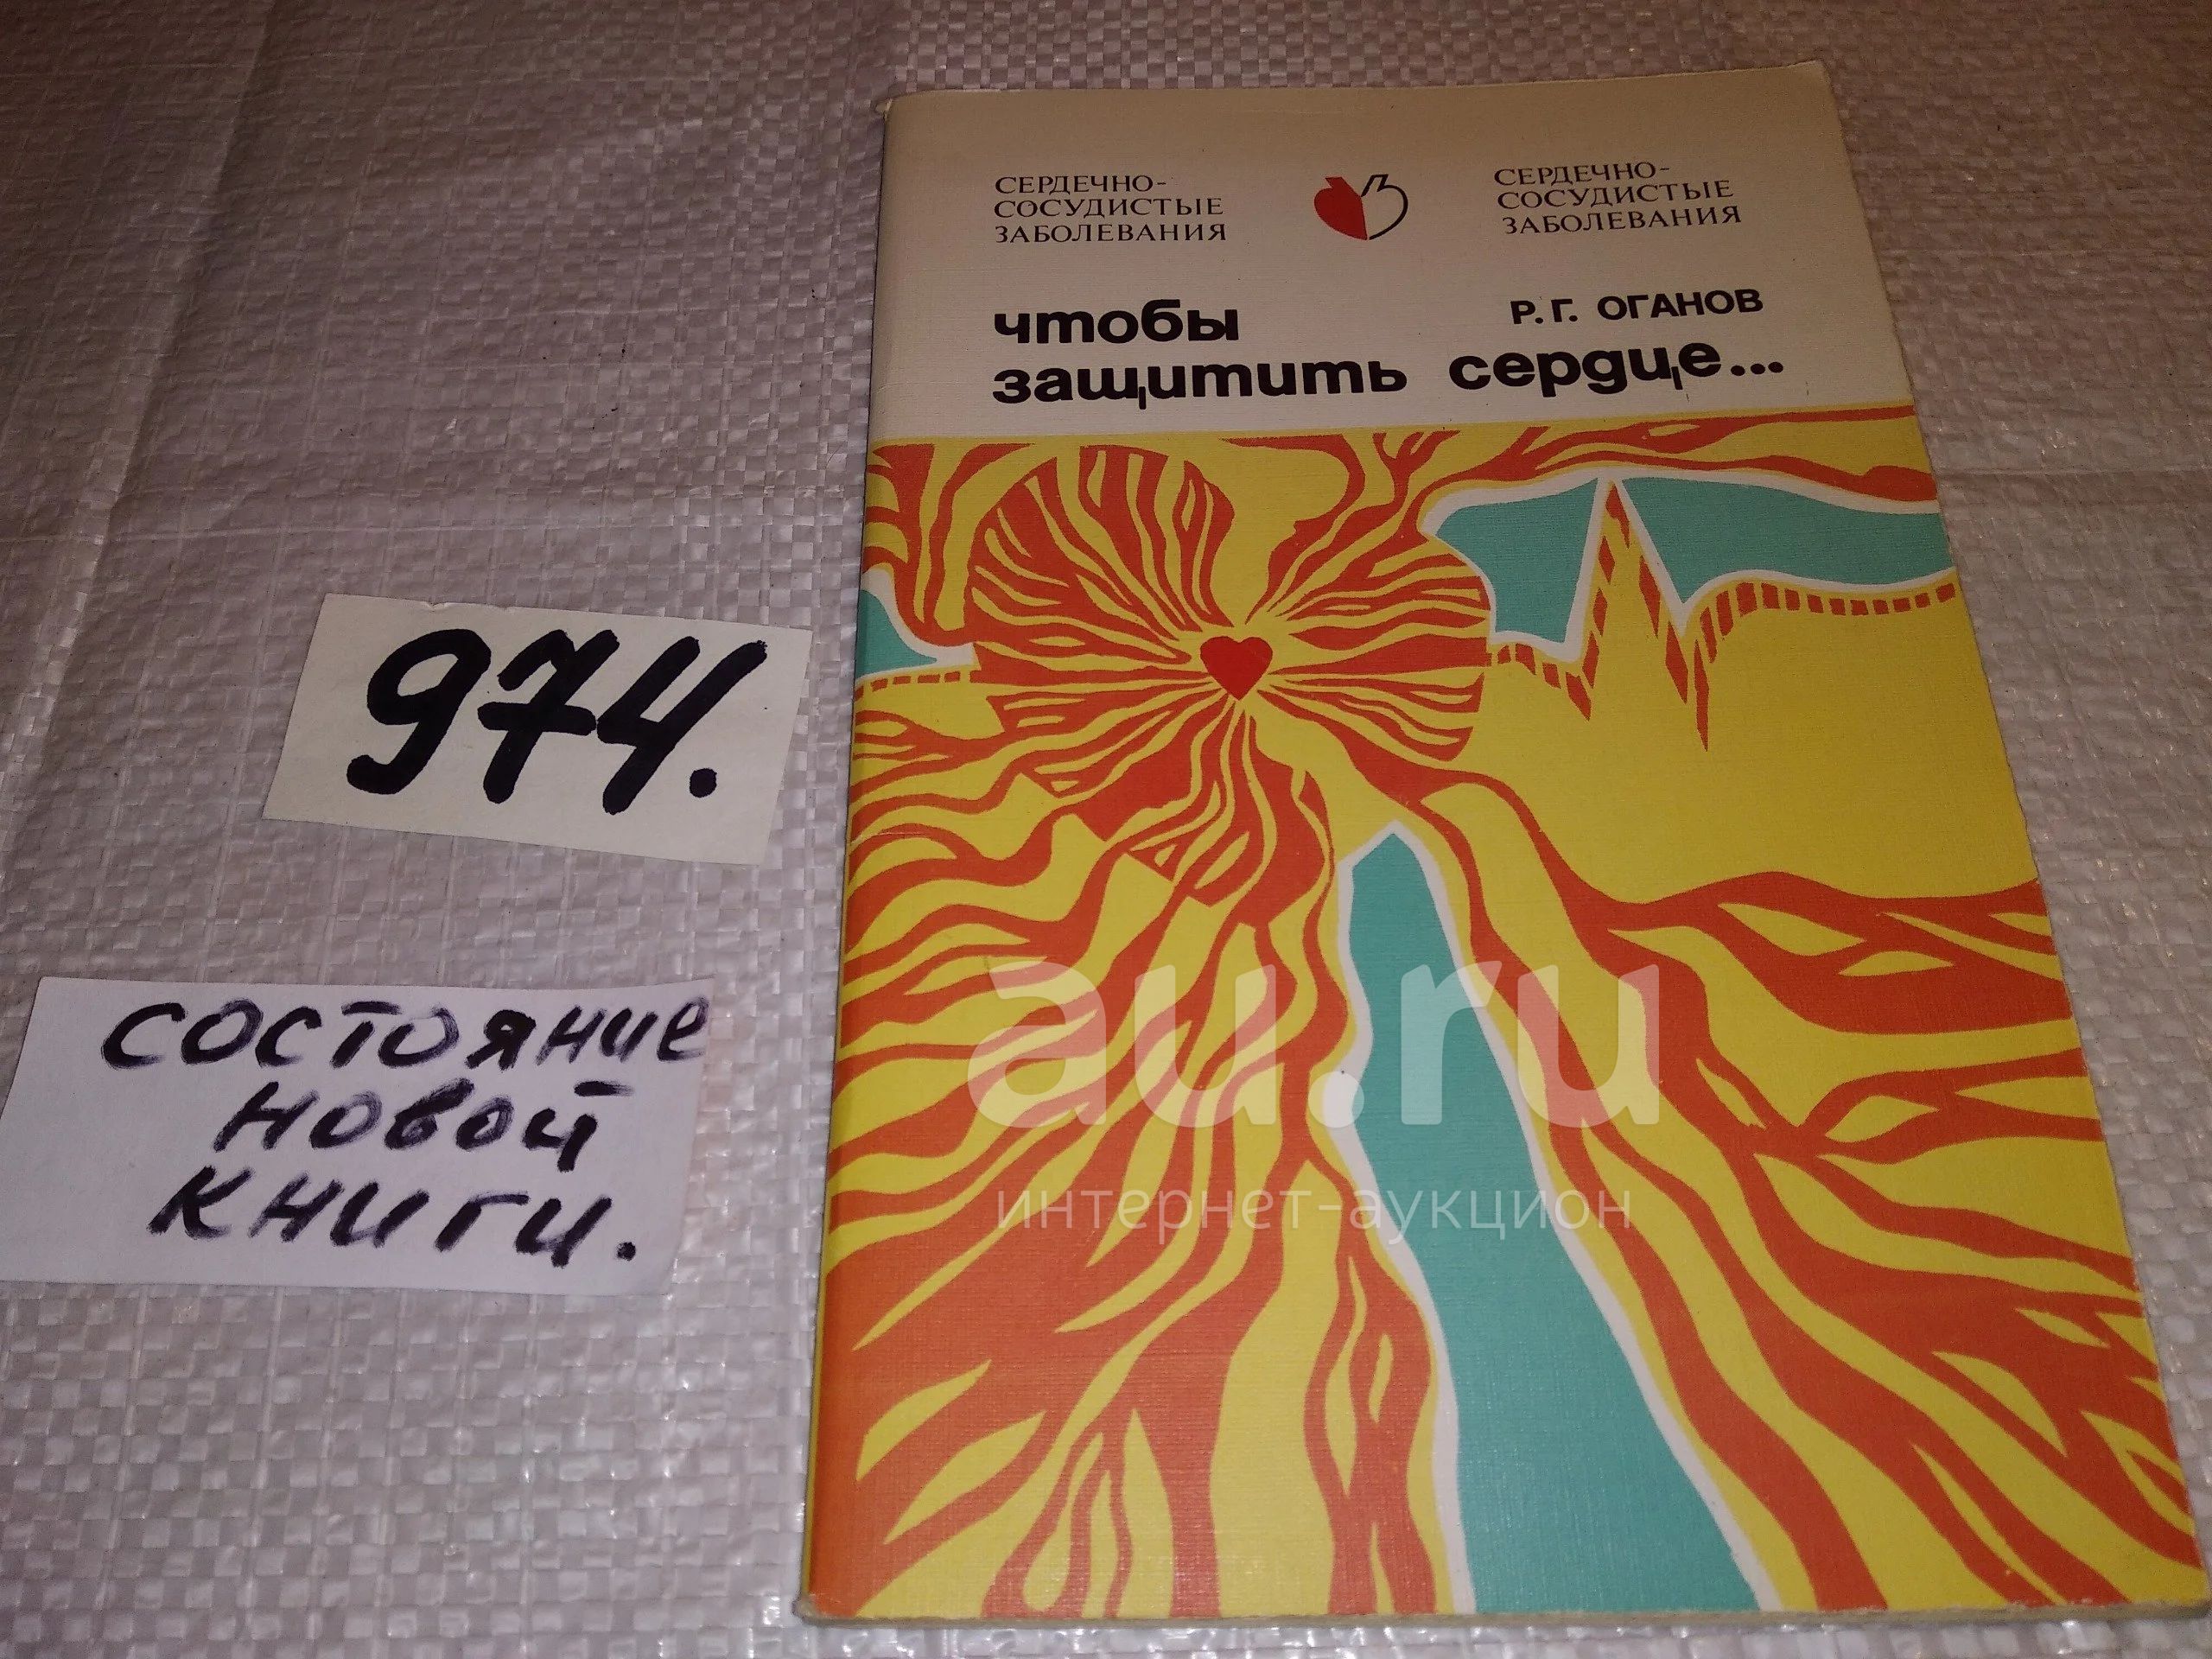 СЕРДЕЧНО-
СОСУДИСТЫЕ
ЗАБОЛЕВАНИЯ
СЕРДЕЧНО-
СОСУДИСТЫЕ
ЗАБОЛЕВАНИЯ
Р. Г. ОГАНОВ
чтобы
защитить сердце...
974.
состояние
новой
книги.
au.ru
интернет-аукцион